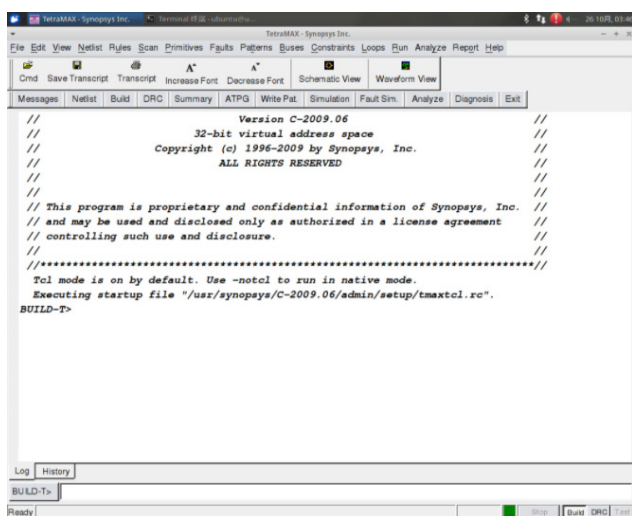 TetraMAX - Synopsys Inc.
26 10月, 03:46
TetraMAX - Synopsys Inc.
File Edit View Netlist Rules Scan Primitives Faults Patterns Buses Constraints Loops Run Analyze Report Help
Cmd Save Transcript Transcript Increase Font Decrease Font Schematic View Waveform View
Messages Netlist Build DRC Summary ATPG Write Pat. Simulation Fault Sim. Analyze Diagnosis Exit
// Version C-2009.06 //
// 32-bit virtual address space //
// Copyright (c) 1996-2009 by Synopsys, Inc. //
// ALL RIGHTS RESERVED //
// //
// //
// This program is proprietary and confidential information of Synopsys, Inc. //
// and may be used and disclosed only as authorized in a license agreement //
// controlling such use and disclosure. //
// //
//***************************************************************************//
Tcl mode is on by default. Use -notcl to run in native mode.
Executing startup file "/usr/synopsys/C-2009.06/admin/setup/tmaxtcl.rc".
BUILD-T>
Log History
BUILD-T>
Ready Stop Build DRC Test